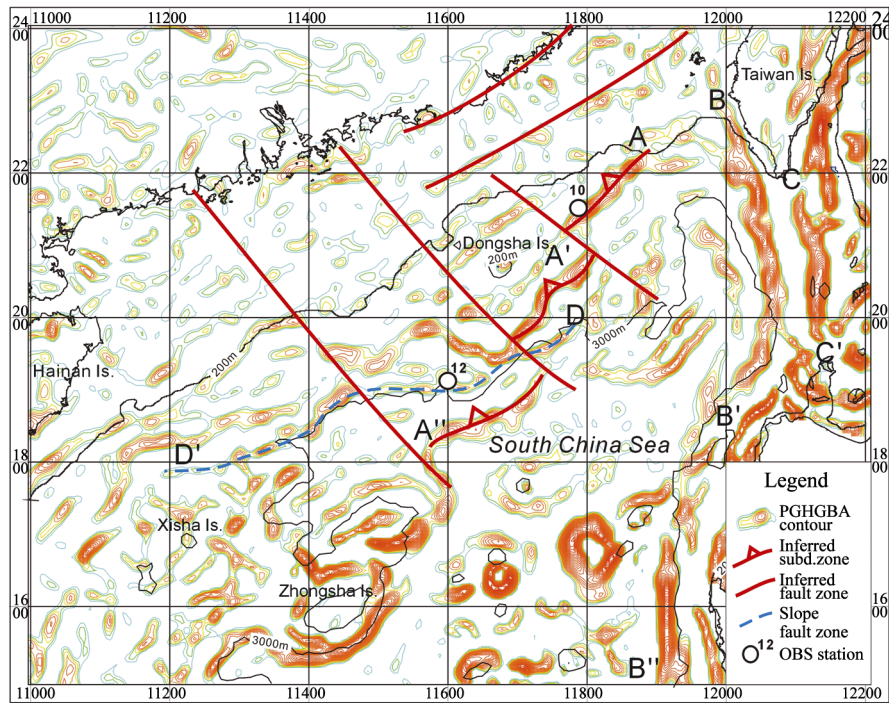 24
00
11000
11200
11400
11600
11800
12000
12200
24
00
Taiwan Is.
B
A
22
00
22
00
10
C
Dongsha Is.
200m
A'
20
00
20
00
D
3000m
200m
Hainan Is.
12
C'
A''
B'
South China Sea
D'
18
00
18
Legend
PGHGBA
contour
Xisha Is.
Inferred
subd.zone
Inferred
fault zone
Zhongsha Is.
16
00
Slope
fault zone
3000m
12
OBS station
B''
11000
11200
11400
11600
11800
12000
12200